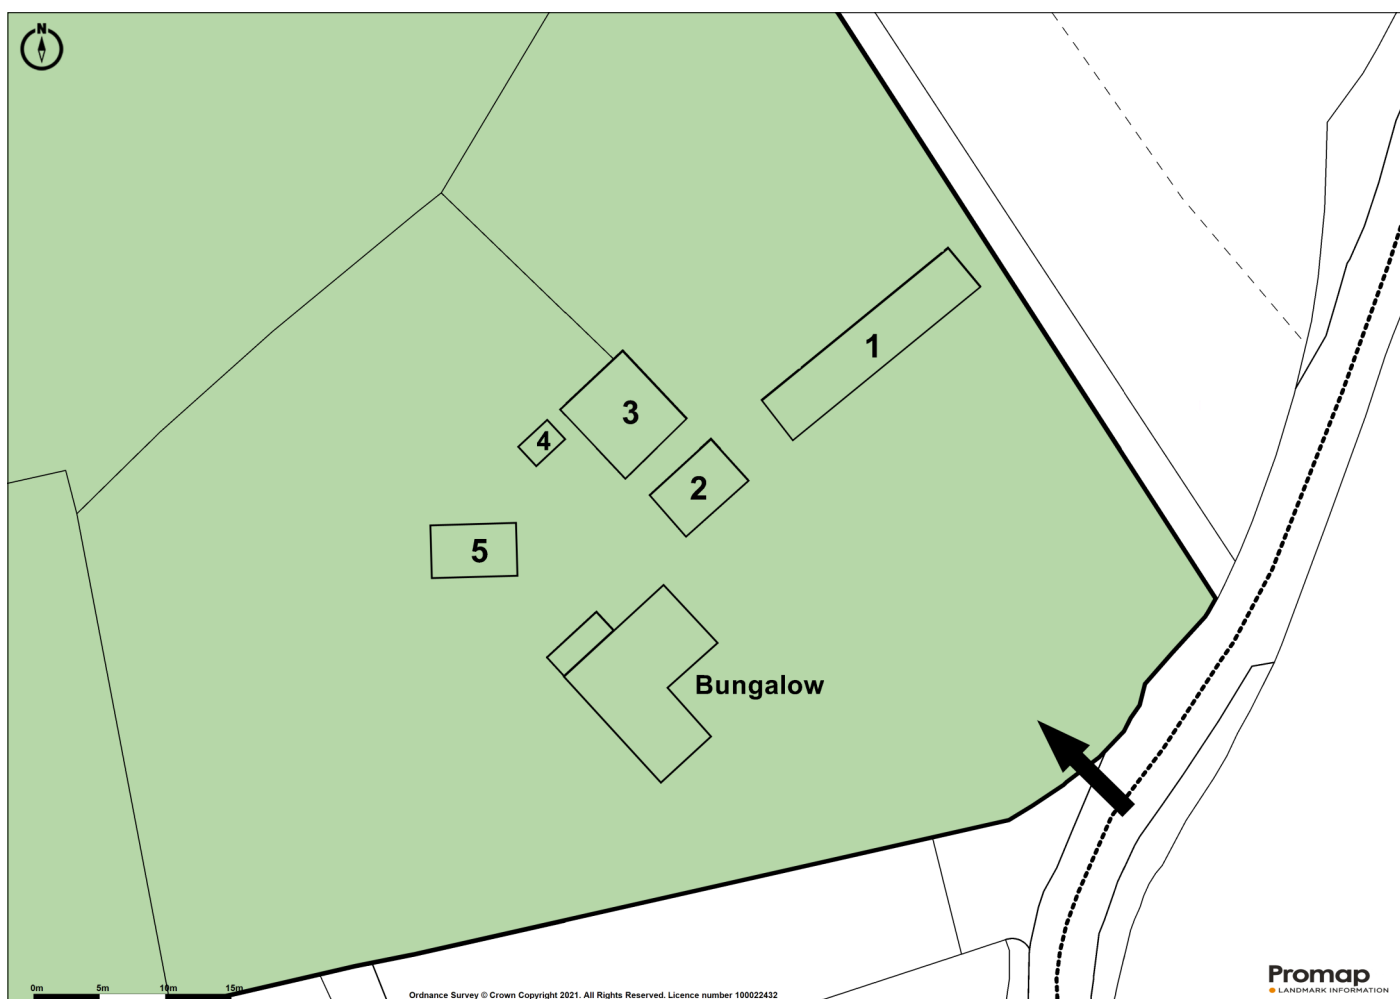 N
1
3
4
2
5
Bungalow
0m 5m 10m 15m
Ordnance Survey © Crown Copyright 2021. All Rights Reserved. Licence number 100022432
Promap
LANDMARK INFORMATION